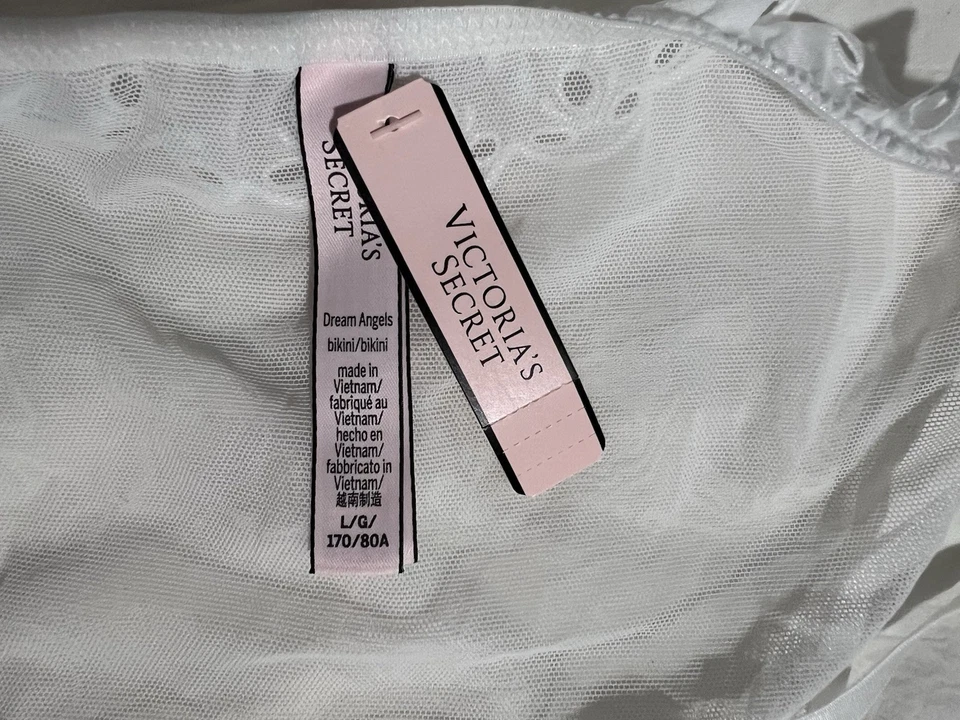 SECRET
Dream Angels
bikini/bikini
made in
Vietnam/
fabriqué au
Vietnam/
hecho en
Vietnam/
fabbricato in
Vietnam/
越南制造
L/G/
170/80A
VICTORIA'S
SECRET